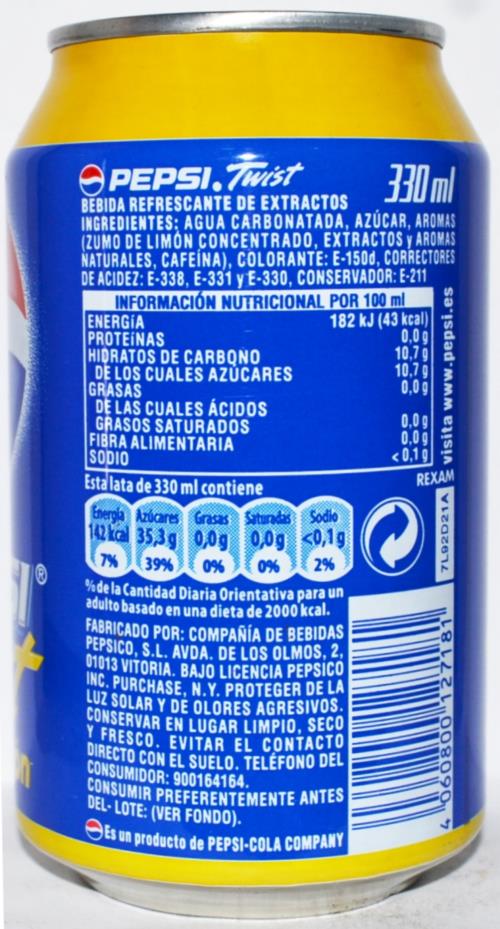 PEPSI. Twist
330 ml
BEBIDA REFRESCANTE DE EXTRACTOS
INGREDIENTES: AGUA CARBONATADA, AZÚCAR, AROMAS
(ZUMO DE LIMÓN CONCENTRADO, EXTRACTOS y AROMAS
NATURALES, CAFEÍNA), COLORANTE: E-150d, CORRECTORES
DE ACIDEZ: E-338, E-331 y E-330, CONSERVADOR: E-211
INFORMACIÓN NUTRICIONAL POR 100 ml
ENERGÍA 182 kJ (43 kcal)
PROTEÍNAS 0,0 g
HIDRATOS DE CARBONO 10,7 g
DE LOS CUALES AZÚCARES 10,7 g
GRASAS 0,0 g
DE LAS CUALES ÁCIDOS
GRASOS SATURADOS 0,0 g
FIBRA ALIMENTARIA 0,0 g
SODIO <0,1 g
visita www.pepsi.es
REXAM
Esta lata de 330 ml contiene
Energía Azúcares Grasas Saturadas Sodio
142 kcal 35,3 g 0,0 g 0,0 g <0,1 g
7% 39% 0% 0% 2%
7L92D21A
% de la Cantidad Diaria Orientativa para un
adulto basado en una dieta de 2000 kcal.
FABRICADO POR: COMPAÑÍA DE BEBIDAS
PEPSICO, S.L. AVDA. DE LOS OLMOS, 2,
01013 VITORIA. BAJO LICENCIA PEPSICO
INC. PURCHASE, N.Y. PROTEGER DE LA
LUZ SOLAR Y DE OLORES AGRESIVOS.
CONSERVAR EN LUGAR LIMPIO, SECO
Y FRESCO. EVITAR EL CONTACTO
DIRECTO CON EL SUELO. TELÉFONO DEL
CONSUMIDOR: 900164164.
CONSUMIR PREFERENTEMENTE ANTES
DEL- LOTE: (VER FONDO).
Es un producto de PEPSI-COLA COMPANY
4 060800 127181